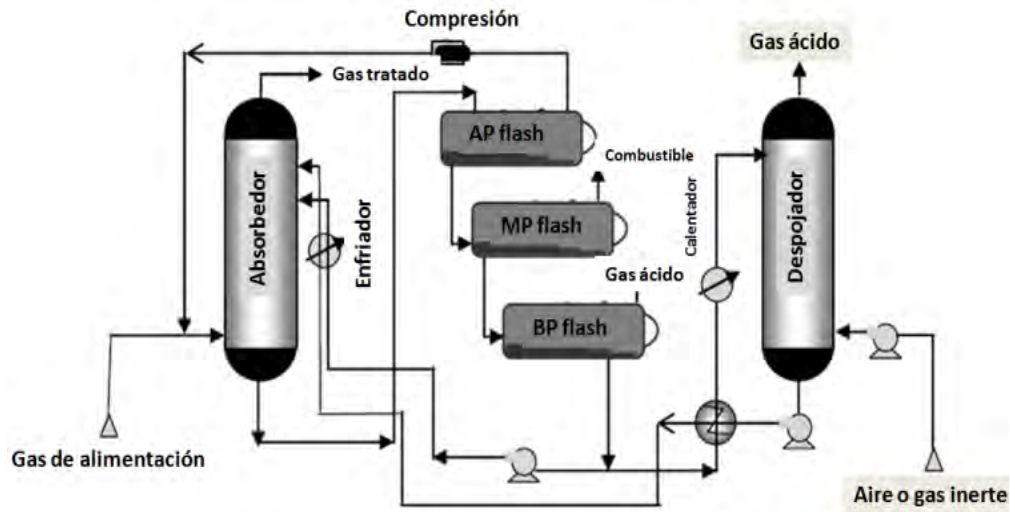 Compresión
Gas ácido
Gas tratado
AP flash
Combustible
Absorbedor
Enfriador
MP flash
Calentador
Despojador
Gas ácido
BP flash
Gas de alimentación
Aire o gas inerte